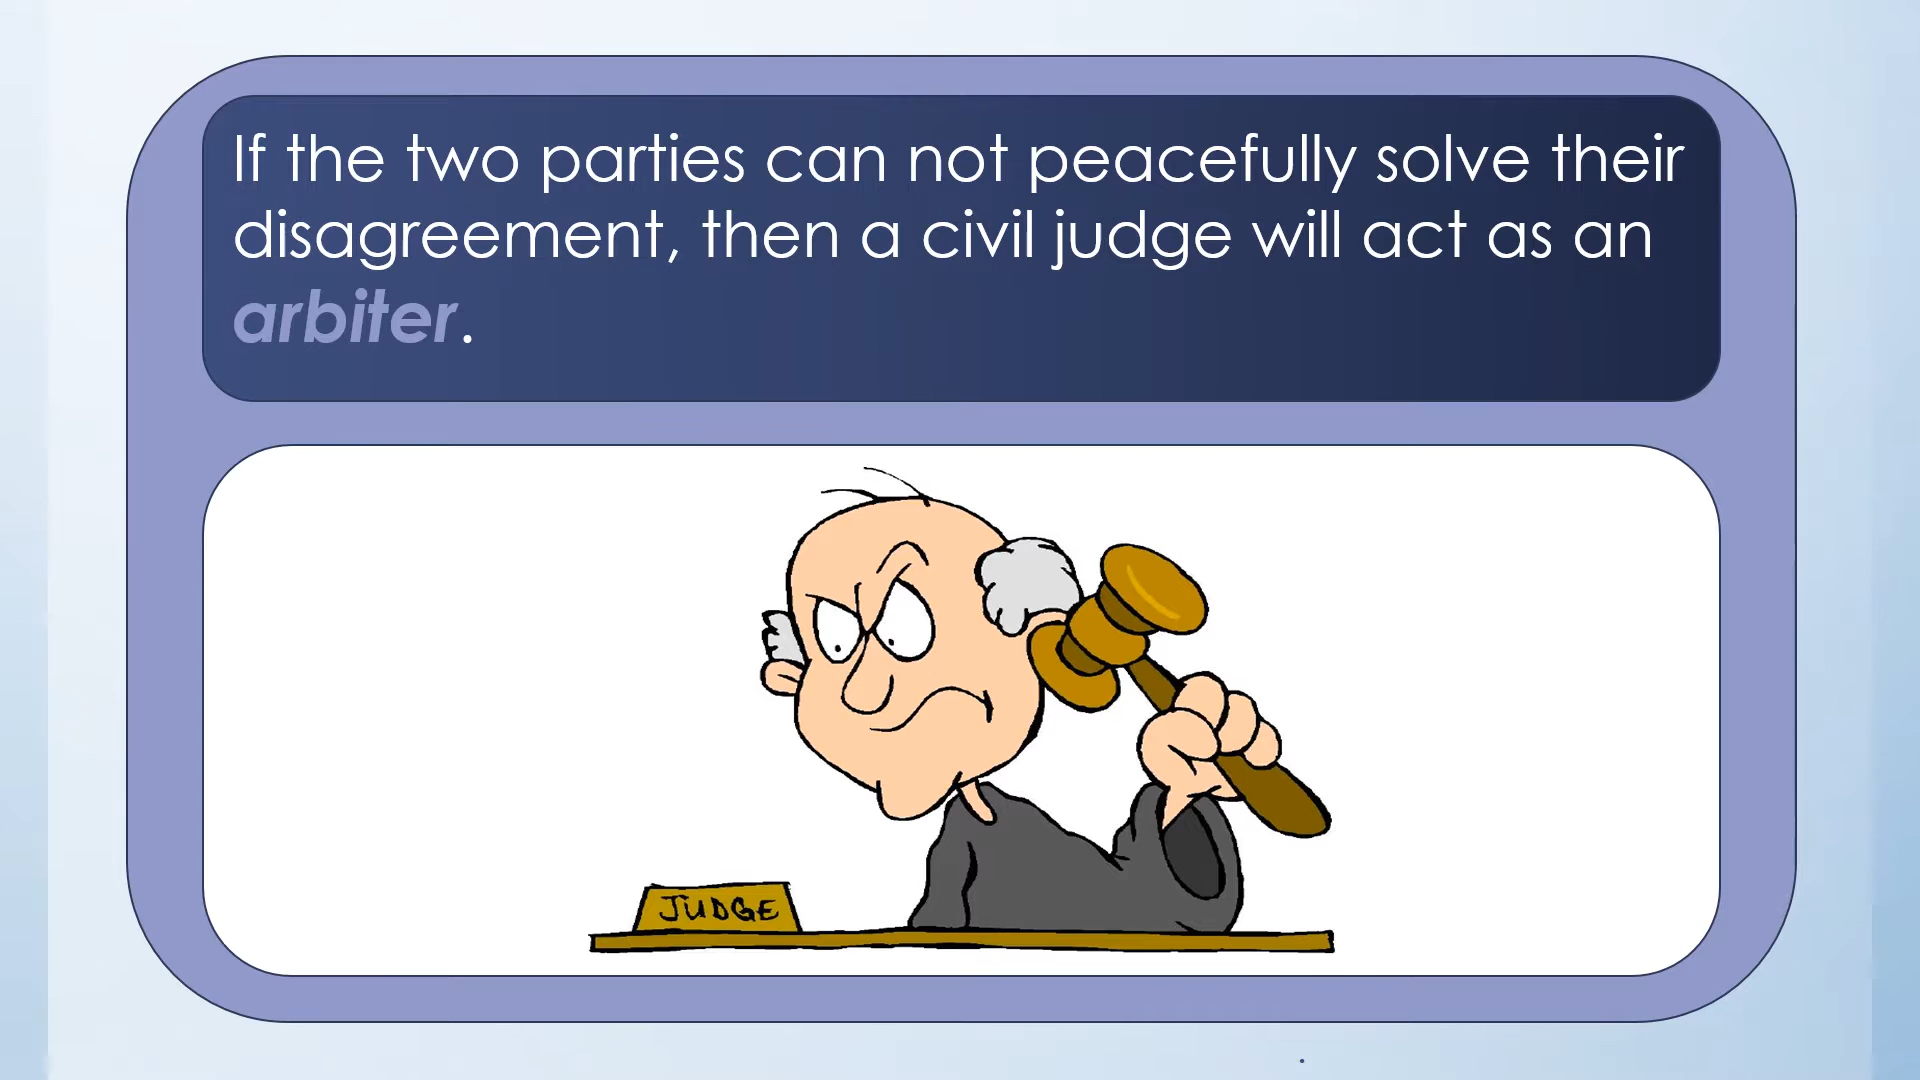 If the two parties can not peacefully solve their
disagreement, then a civil judge will act as an
arbiter.
JUDGE